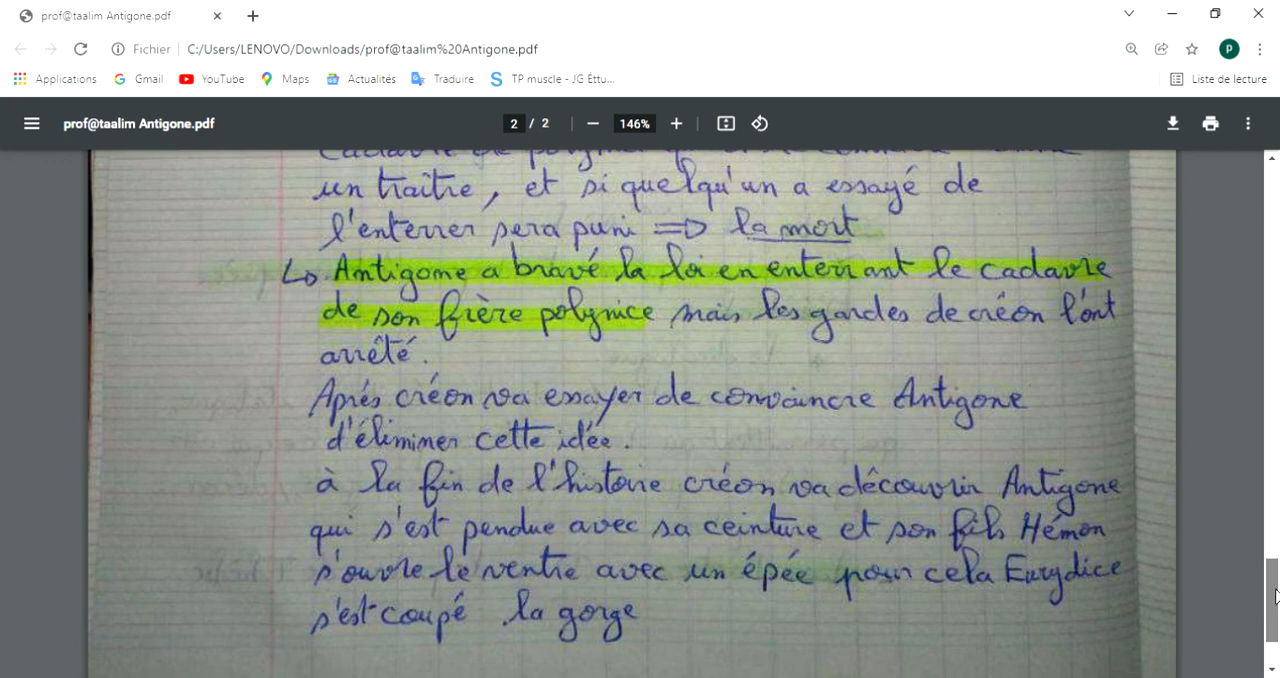 prof@taalim Antigone.pdf
Fichier
C:/Users/LENOVO/Downloads/prof@taalim%20Antigone.pdf
P
Applications
Gmail
YouTube
Maps
Actualités
Traduire
TP muscle - JG Éttu...
Liste de lecture
prof@taalim Antigone.pdf
2 / 2
146%
un traître, et si quelqu'un a essayé de
l'enterrer sera puni => la mort
Antigome a bravé la loi en enterrant le cadavre
de son frère polynice mais les gardes de créon l'ont
arrêté.
Aprés créon va essayer de convaincre Antigone
d'éliminer cette idée.
à la fin de l'histoire créon va découvrir Antigone
qui s'est pendue avec sa ceinture et son fils Hémon
s'ouvre le ventre avec un épée pour cela Eurydice
s'est coupé la gorge